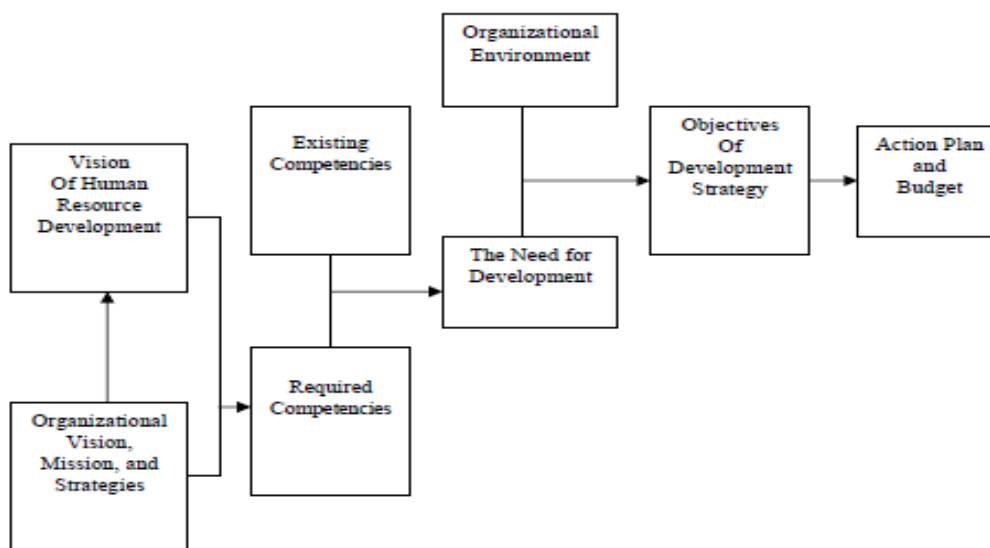 Organizational
Environment
Existing
Competencies
Objectives
Of
Development
Strategy
Action Plan
and
Budget
Vision
Of Human
Resource
Development
The Need for
Development
Required
Competencies
Organizational
Vision,
Mission, and
Strategies